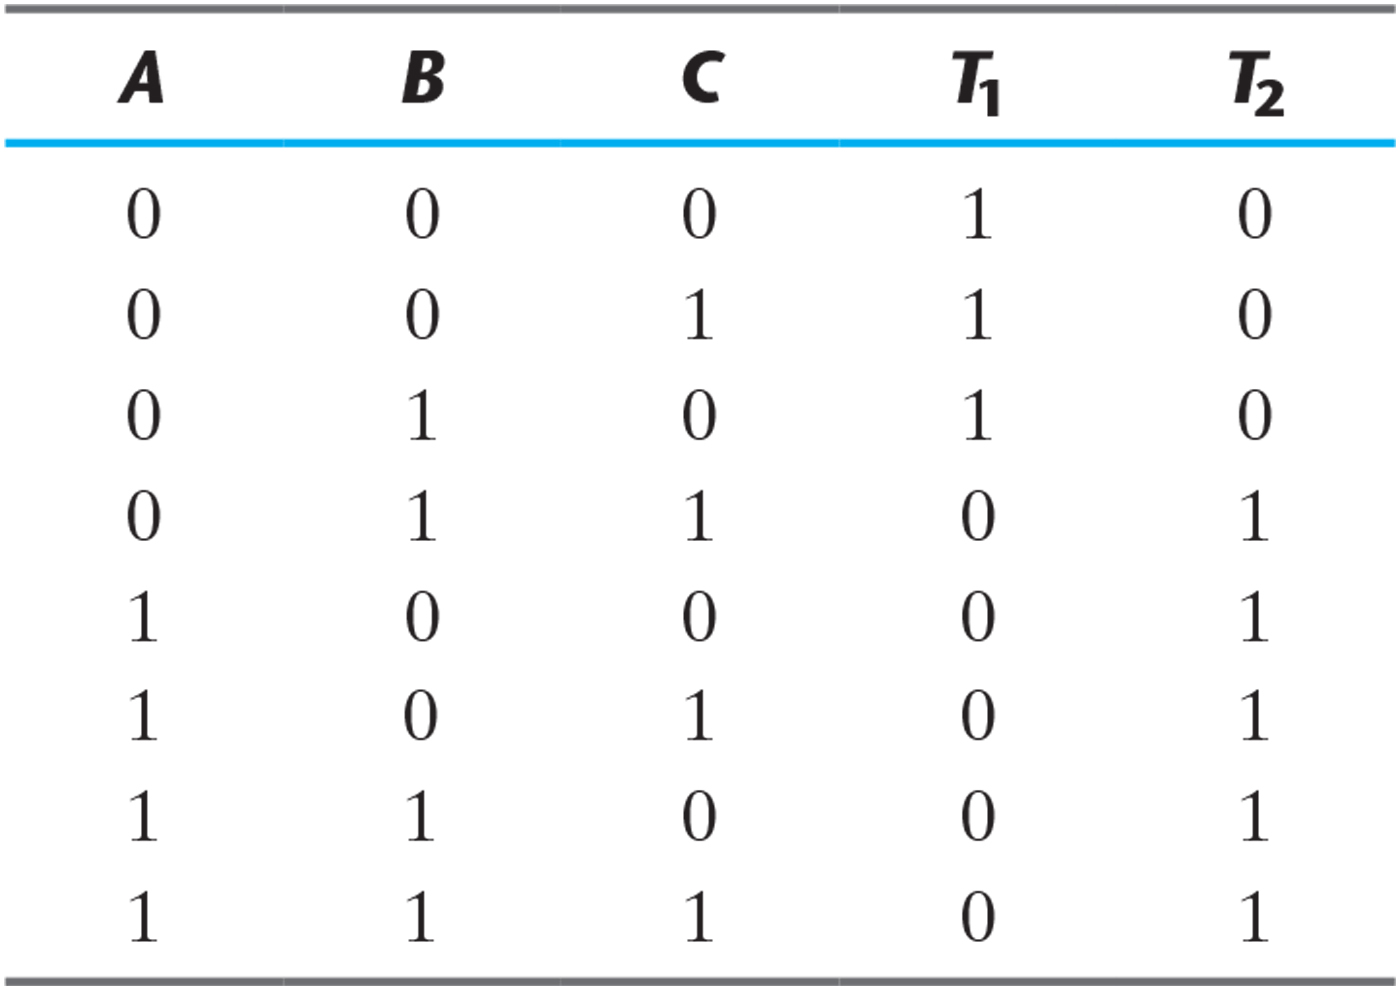 A B C T1 T2
0 0 0 1 0
0 0 1 1 0
0 1 0 1 0
0 1 1 0 1
1 0 0 0 1
1 0 1 0 1
1 1 0 0 1
1 1 1 0 1